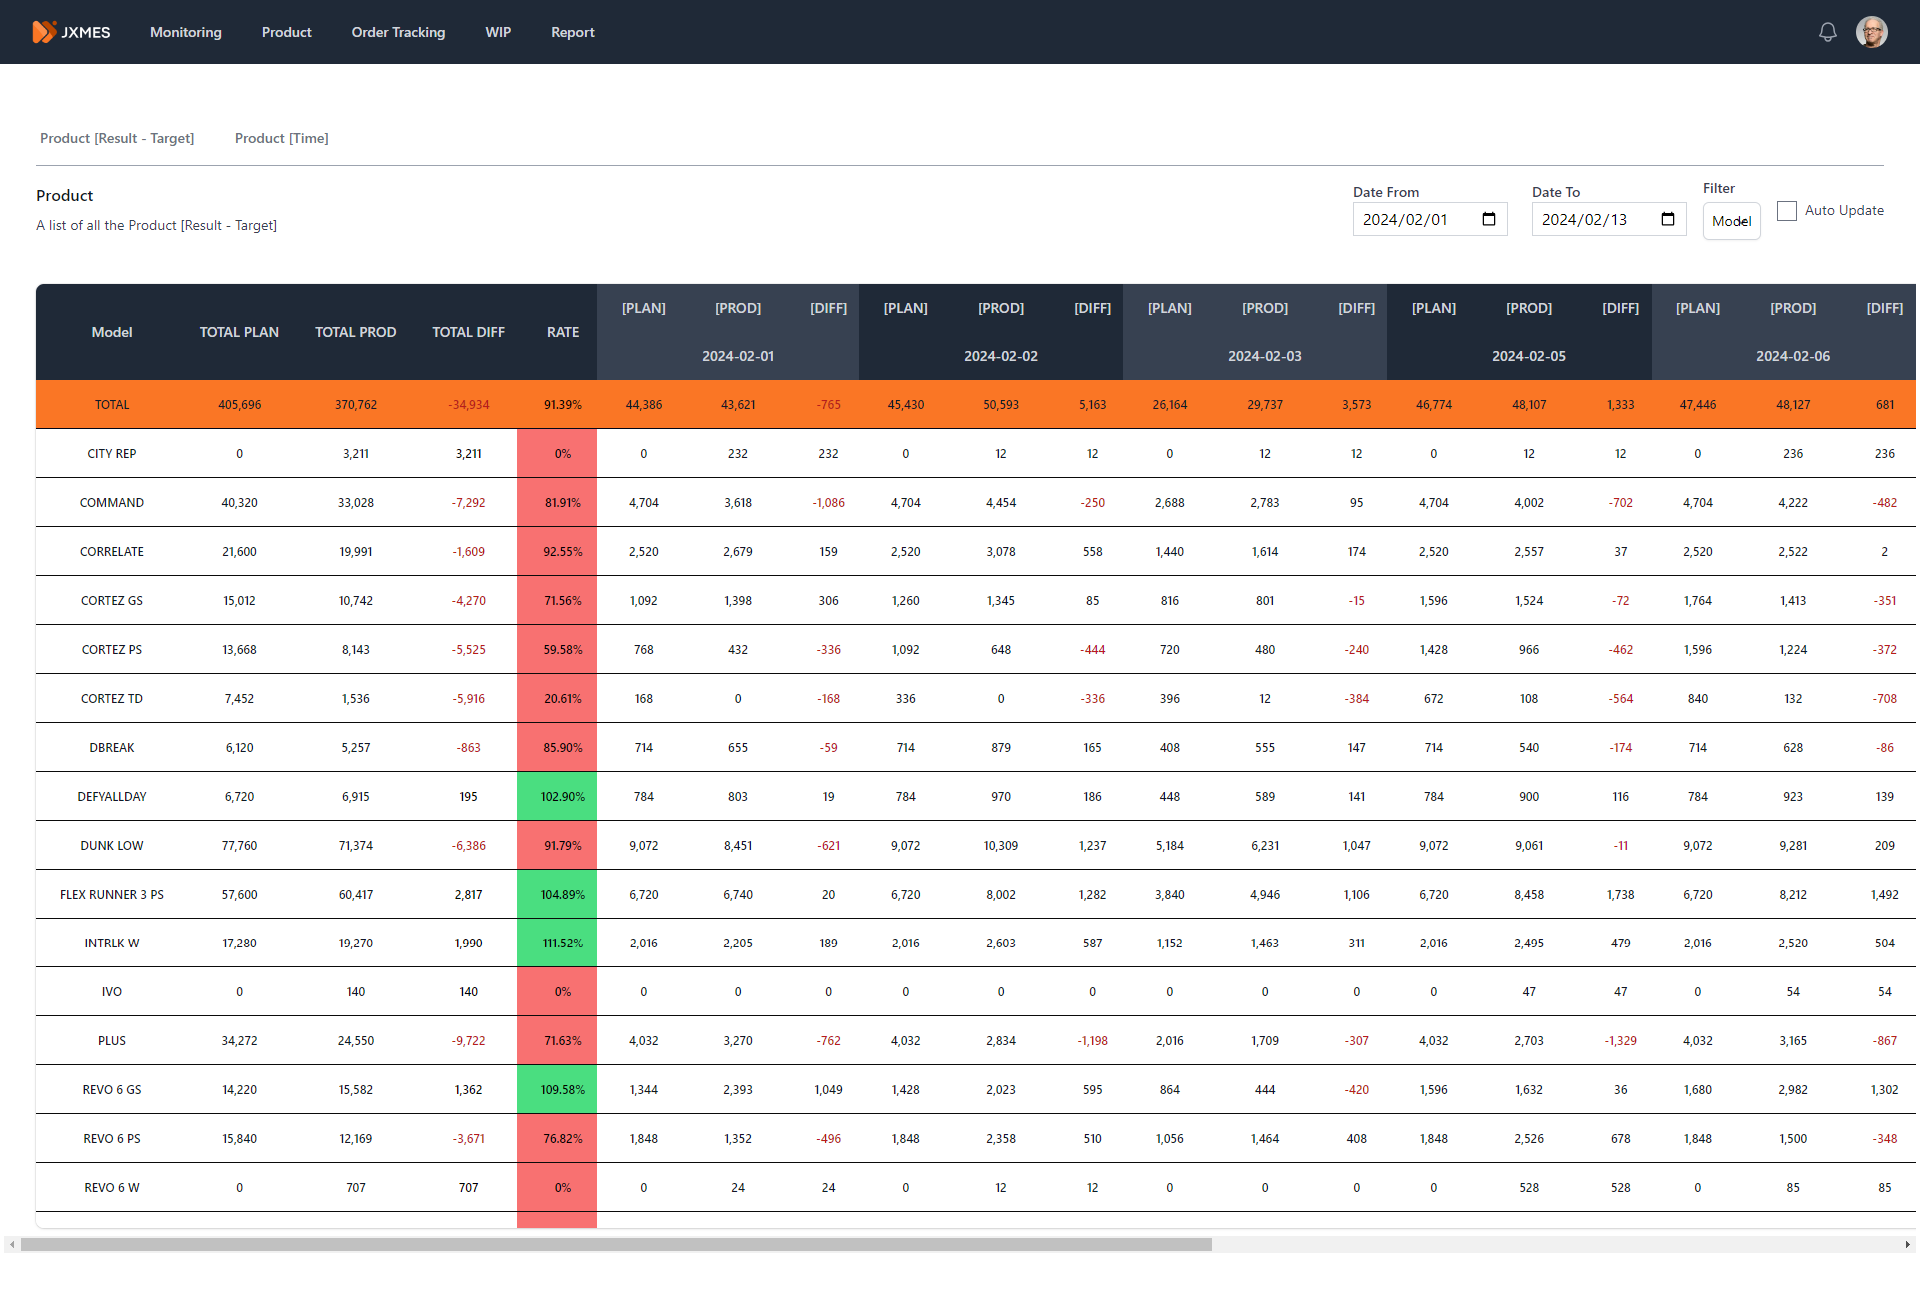 JXMES Monitoring Product Order Tracking WIP Report
Product [Result - Target] Product [Time]
Product
A list of all the Product [Result - Target]
Date From Date To Filter
2024/02/01 2024/02/13 Model Auto Update
[PLAN] [PROD] [DIFF] [PLAN] [PROD] [DIFF] [PLAN] [PROD] [DIFF] [PLAN] [PROD] [DIFF] [PLAN] [PROD] [DIFF]
Model TOTAL PLAN TOTAL PROD TOTAL DIFF RATE
2024-02-01 2024-02-02 2024-02-03 2024-02-05 2024-02-06
TOTAL 405,696 370,762 -34,934 91.39% 44,386 43,621 -765 45,430 50,593 5,163 26,164 29,737 3,573 46,774 48,107 1,333 47,446 48,127 681
CITY REP 0 3,211 3,211 0% 0 232 232 0 12 12 0 12 12 0 12 12 0 236 236
COMMAND 40,320 33,028 -7,292 81.91% 4,704 3,618 -1,086 4,704 4,454 -250 2,688 2,783 95 4,704 4,002 -702 4,704 4,222 -482
CORRELATE 21,600 19,991 -1,609 92.55% 2,520 2,679 159 2,520 3,078 558 1,440 1,614 174 2,520 2,557 37 2,520 2,522 2
CORTEZ GS 15,012 10,742 -4,270 71.56% 1,092 1,398 306 1,260 1,345 85 816 801 -15 1,596 1,524 -72 1,764 1,413 -351
CORTEZ PS 13,668 8,143 -5,525 59.58% 768 432 -336 1,092 648 -444 720 480 -240 1,428 966 -462 1,596 1,224 -372
CORTEZ TD 7,452 1,536 -5,916 20.61% 168 0 -168 336 0 -336 396 12 -384 672 108 -564 840 132 -708
DBREAK 6,120 5,257 -863 85.90% 714 655 -59 714 879 165 408 555 147 714 540 -174 714 628 -86
DEFYALLDAY 6,720 6,915 195 102.90% 784 803 19 784 970 186 448 589 141 784 900 116 784 923 139
DUNK LOW 77,760 71,374 -6,386 91.79% 9,072 8,451 -621 9,072 10,309 1,237 5,184 6,231 1,047 9,072 9,061 -11 9,072 9,281 209
FLEX RUNNER 3 PS 57,600 60,417 2,817 104.89% 6,720 6,740 20 6,720 8,002 1,282 3,840 4,946 1,106 6,720 8,458 1,738 6,720 8,212 1,492
INTRLK W 17,280 19,270 1,990 111.52% 2,016 2,205 189 2,016 2,603 587 1,152 1,463 311 2,016 2,495 479 2,016 2,520 504
IVO 0 140 140 0% 0 0 0 0 0 0 0 0 0 0 47 47 0 54 54
PLUS 34,272 24,550 -9,722 71.63% 4,032 3,270 -762 4,032 2,834 -1,198 2,016 1,709 -307 4,032 2,703 -1,329 4,032 3,165 -867
REVO 6 GS 14,220 15,582 1,362 109.58% 1,344 2,393 1,049 1,428 2,023 595 864 444 -420 1,596 1,632 36 1,680 2,982 1,302
REVO 6 PS 15,840 12,169 -3,671 76.82% 1,848 1,352 -496 1,848 2,358 510 1,056 1,464 408 1,848 2,526 678 1,848 1,500 -348
REVO 6 W 0 707 707 0% 0 24 24 0 12 12 0 0 0 0 528 528 0 85 85